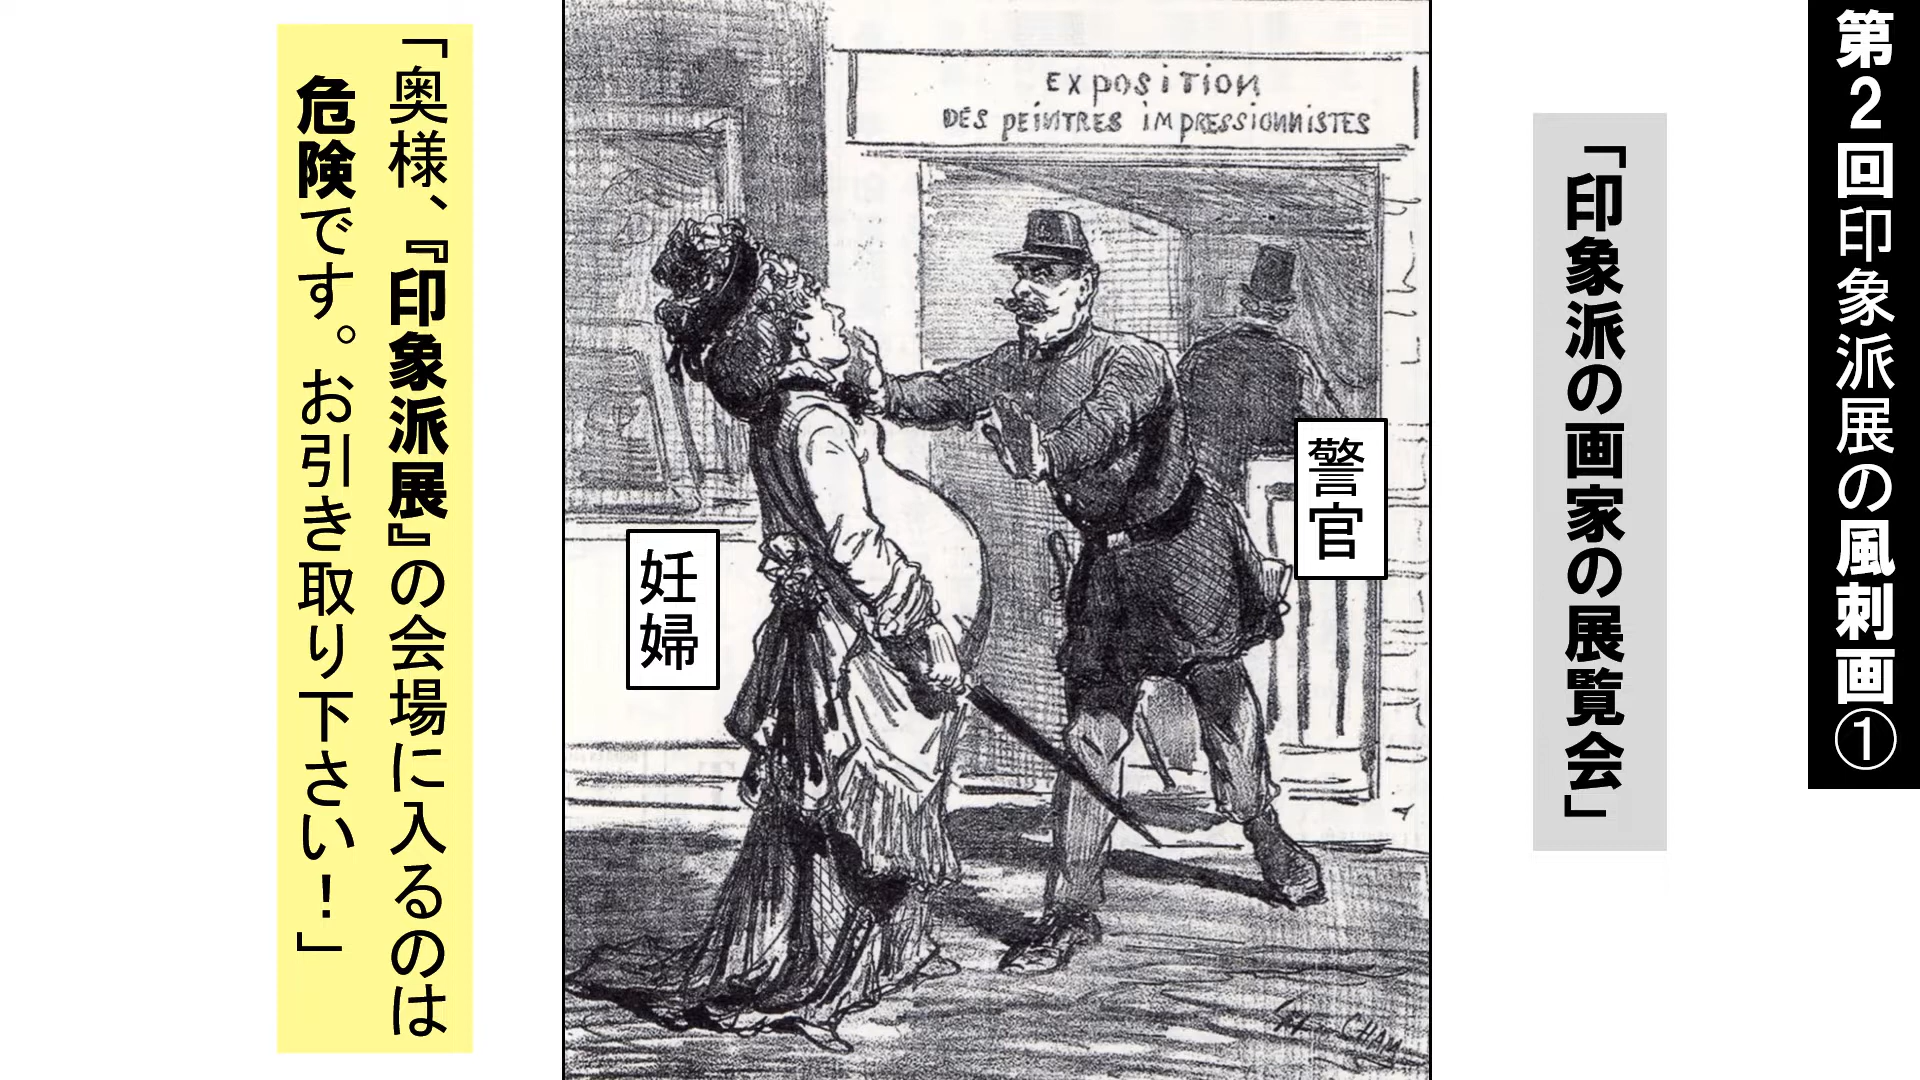 第2回印象派展の風刺画①
「印象派の画家の展覧会」
EXPOSITION
DES PEINTRES IMPRESSIONNISTES
警官
妊婦
「奥様、『印象派展』の会場に入るのは
危険です。お引き取り下さい！」
CHAM